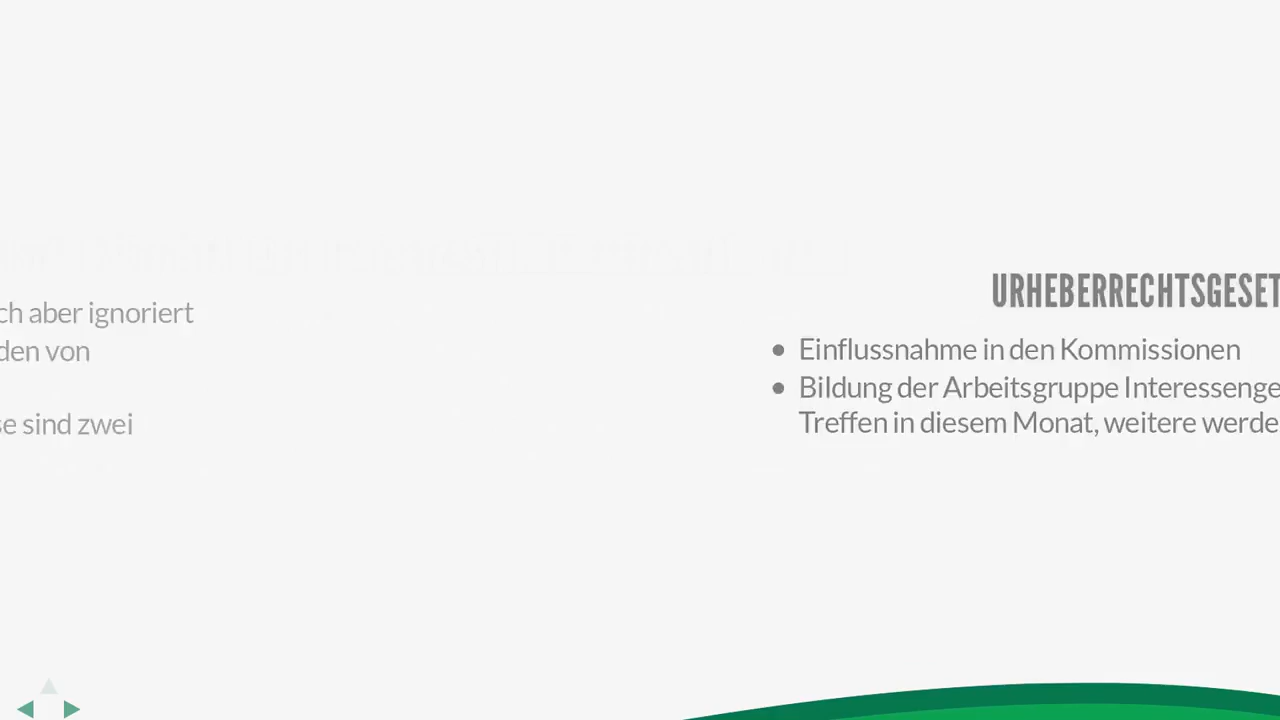 ch aber ignoriert
den von
se sind zwei
URHEBERRECHTSGESET
Einflussnahme in den Kommissionen
Bildung der Arbeitsgruppe Interessenge
Treffen in diesem Monat, weitere werde